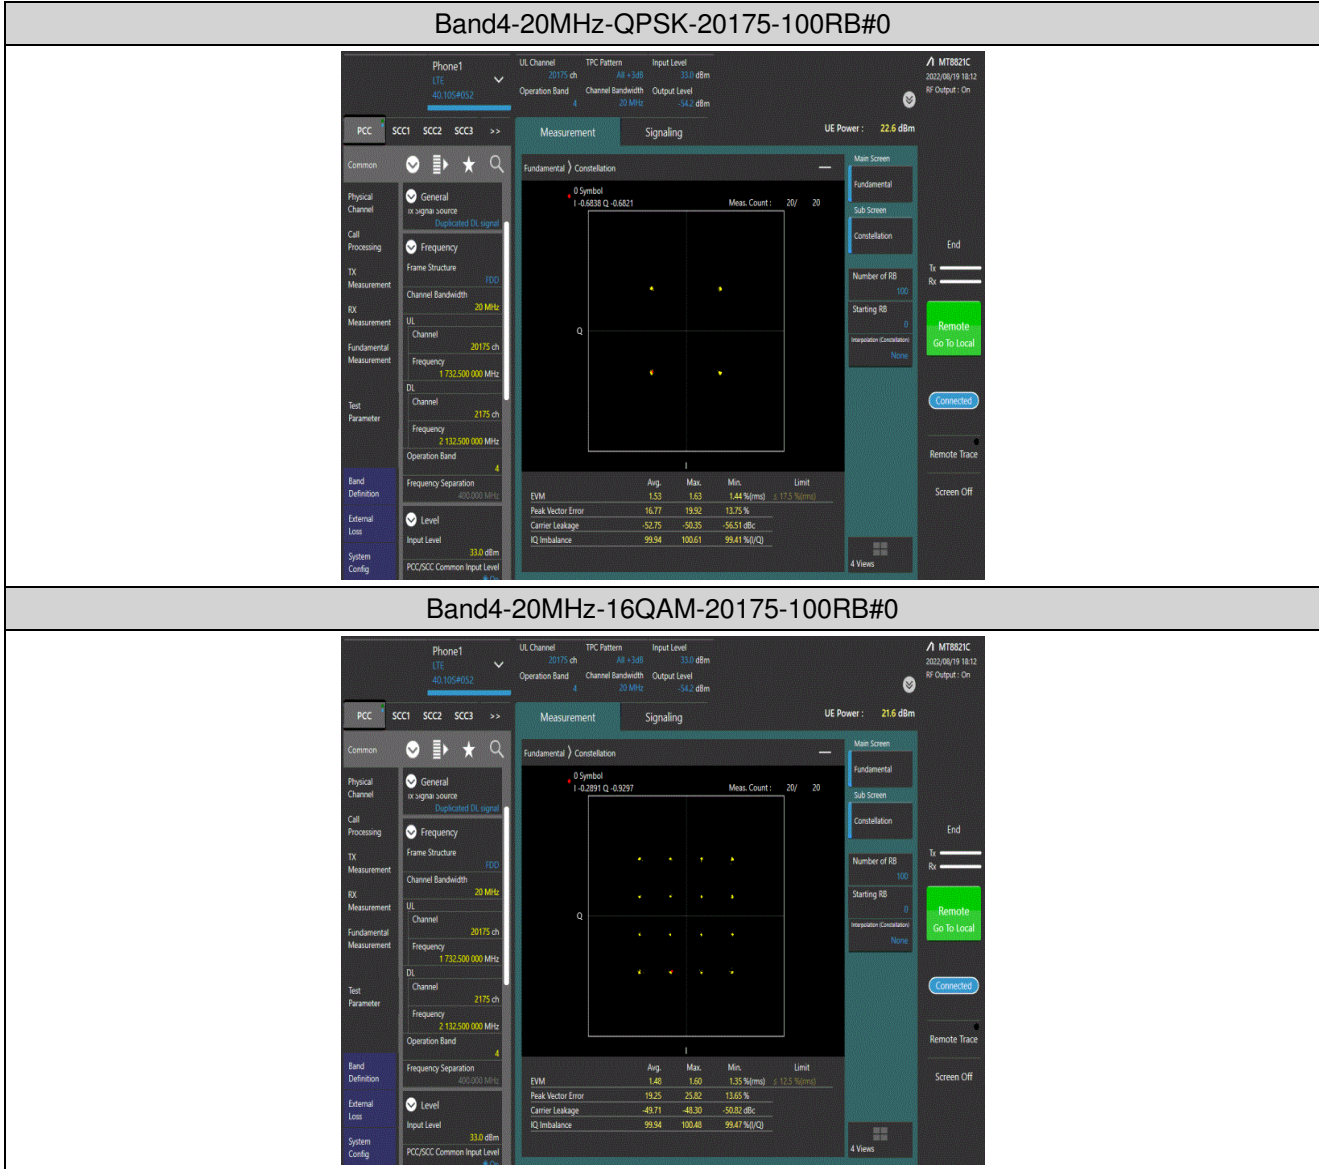 Band4-20MHz-QPSK-20175-100RB#0
Phone1
LTE
40.10S#052
UL Channel TPC Pattern Input Level
20175 ch All +3dB 33.0 dBm
Operation Band Channel Bandwidth Output Level
4 20 MHz -54.2 dBm
MT8821C
2022/08/19 18:12
RF Output : On
PCC SCC1 SCC2 SCC3 >>
Measurement Signaling
UE Power : 22.6 dBm
Common
Physical Channel
Call Processing
TX Measurement
RX Measurement
Fundamental Measurement
Test Parameter
Band Definition
External Loss
System Config
General
Tx Signal Source
Duplicated DL signal
Frequency
Frame Structure
FDD
Channel Bandwidth
20 MHz
UL
Channel
20175 ch
Frequency
1 732.500 000 MHz
DL
Channel
2175 ch
Frequency
2 132.500 000 MHz
Operation Band
4
Frequency Separation
400.000 MHz
Level
Input Level
33.0 dBm
PCC/SCC Common Input Level
On
Fundamental 〉 Constellation
0 Symbol
I -0.6838 Q -0.6821 Meas. Count : 20/ 20
Q
I
Avg. Max. Min. Limit
EVM 1.53 1.63 1.44 %(rms) ≤ 17.5 %(rms)
Peak Vector Error 16.77 19.92 13.75 %
Carrier Leakage -52.75 -50.35 -56.51 dBc
IQ Imbalance 99.94 100.61 99.41 %(I/Q)
Main Screen
Fundamental
Sub Screen
Constellation
Number of RB
100
Starting RB
0
Interpolation (Constellation)
None
4 Views
End
Tx
Rx
Remote
Go To Local
Connected
Remote Trace
Screen Off
Band4-20MHz-16QAM-20175-100RB#0
Phone1
LTE
40.10S#052
UL Channel TPC Pattern Input Level
20175 ch All +3dB 33.0 dBm
Operation Band Channel Bandwidth Output Level
4 20 MHz -54.2 dBm
MT8821C
2022/08/19 18:12
RF Output : On
PCC SCC1 SCC2 SCC3 >>
Measurement Signaling
UE Power : 21.6 dBm
Common
Physical Channel
Call Processing
TX Measurement
RX Measurement
Fundamental Measurement
Test Parameter
Band Definition
External Loss
System Config
General
Tx Signal Source
Duplicated DL signal
Frequency
Frame Structure
FDD
Channel Bandwidth
20 MHz
UL
Channel
20175 ch
Frequency
1 732.500 000 MHz
DL
Channel
2175 ch
Frequency
2 132.500 000 MHz
Operation Band
4
Frequency Separation
400.000 MHz
Level
Input Level
33.0 dBm
PCC/SCC Common Input Level
On
Fundamental 〉 Constellation
0 Symbol
I -0.2891 Q -0.9297 Meas. Count : 20/ 20
Q
I
Avg. Max. Min. Limit
EVM 1.48 1.60 1.35 %(rms) ≤ 12.5 %(rms)
Peak Vector Error 19.25 25.82 13.65 %
Carrier Leakage -49.71 -48.30 -50.82 dBc
IQ Imbalance 99.94 100.48 99.47 %(I/Q)
Main Screen
Fundamental
Sub Screen
Constellation
Number of RB
100
Starting RB
0
Interpolation (Constellation)
None
4 Views
End
Tx
Rx
Remote
Go To Local
Connected
Remote Trace
Screen Off